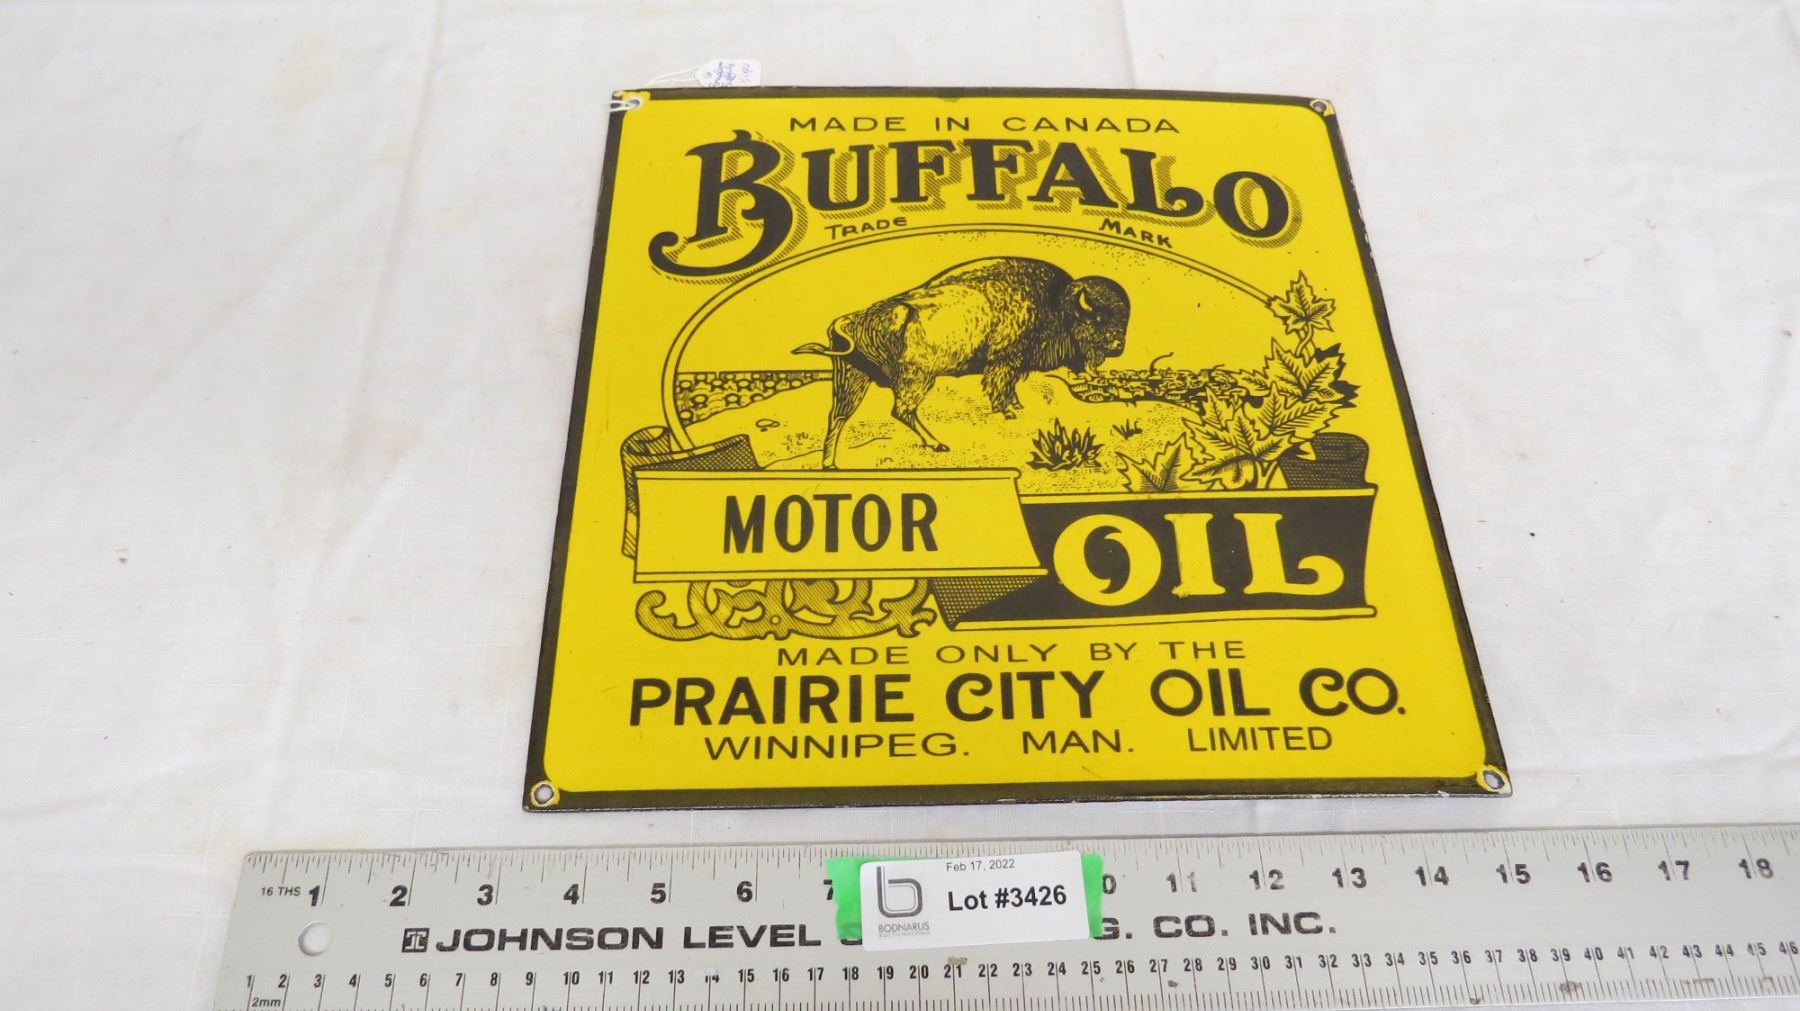 MADE IN CANADA
BUFFALO
TRADE MARK
MOTOR OIL
MADE ONLY BY THE
PRAIRIE CITY OIL CO.
WINNIPEG. MAN. LIMITED
Feb 17, 2022
Lot #3426
BODNARUS
AUCTIONEERING
16 THS 1 2 3 4 5 6 7 11 12 13 14 15 16 17 18
JOHNSON LEVEL G. CO. INC.
1 2 3 4 5 6 7 8 9 10 11 12 13 14 15 16 17 18 19 20 21 22 23 24 25 26 27 28 29 30 31 32 33 34 35 36 37 38 39 40 41 42 43 44 45 46
2mm